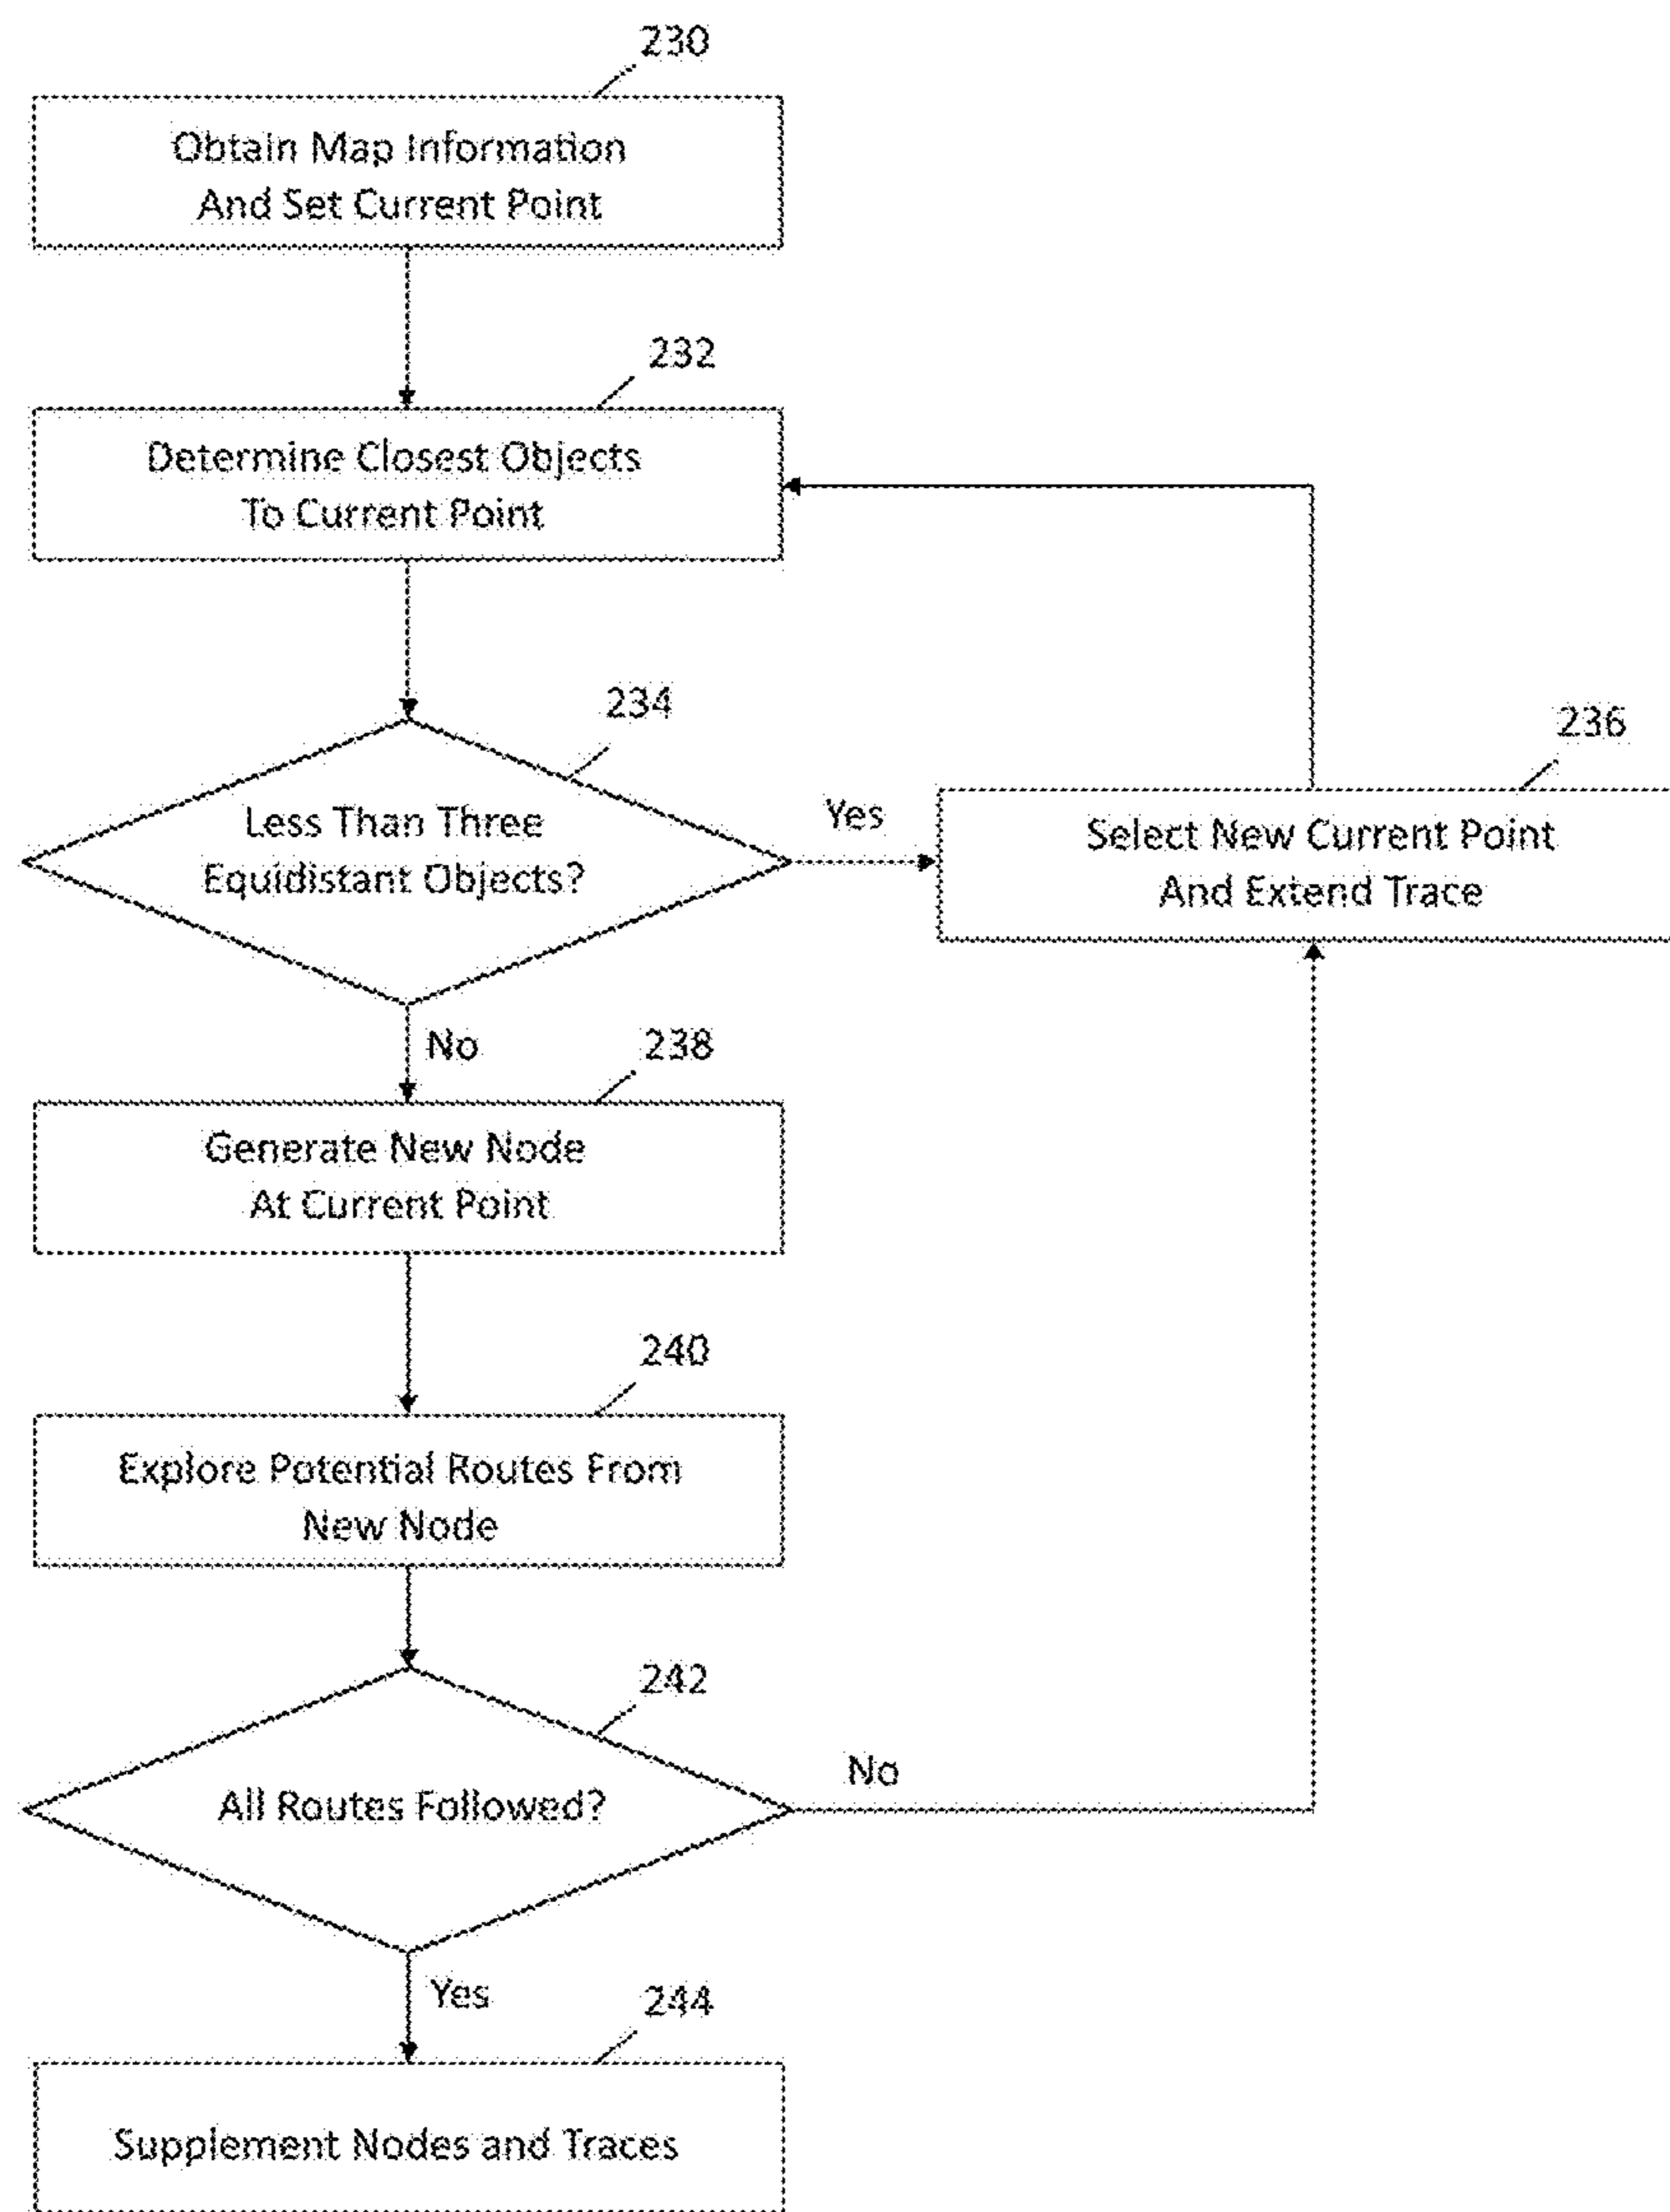 230
Obtain Map Information
And Set Current Point
232
Determine Closest Objects
To Current Point
234
Less Than Three
Equidistant Objects?
Yes
236
Select New Current Point
And Extend Trace
No
238
Generate New Node
At Current Point
240
Explore Potential Routes From
New Node
242
All Routes Followed?
No
Yes
244
Supplement Nodes and Traces